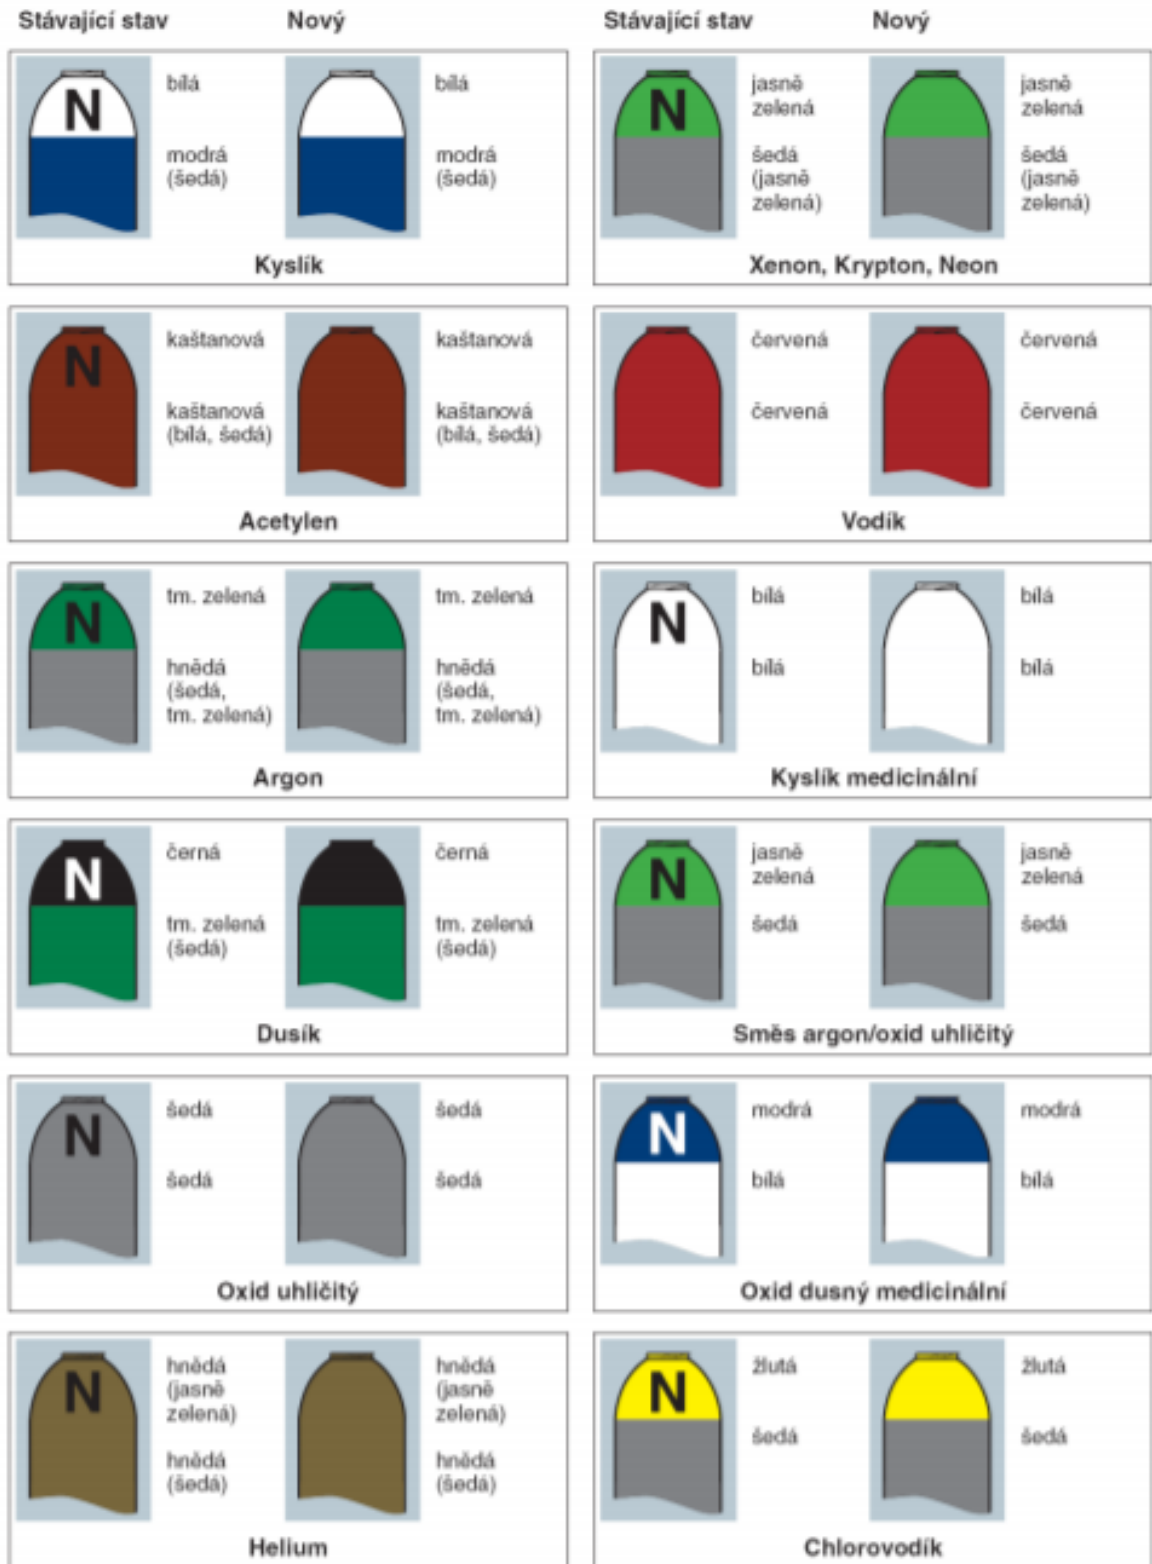 Stávající stav Nový
N
bílá
modrá
(šedá)
bílá
modrá
(šedá)
Kyslík
N
kaštanová
kaštanová
(bílá, šedá)
kaštanová
kaštanová
(bílá, šedá)
Acetylen
N
tm. zelená
hnědá
(šedá,
tm. zelená)
tm. zelená
hnědá
(šedá,
tm. zelená)
Argon
N
černá
tm. zelená
(šedá)
černá
tm. zelená
(šedá)
Dusík
N
šedá
šedá
šedá
šedá
Oxid uhličitý
N
hnědá
(jasně
zelená)
hnědá
(šedá)
hnědá
(jasně
zelená)
hnědá
(šedá)
Helium
Stávající stav Nový
N
jasně
zelená
šedá
(jasně
zelená)
jasně
zelená
šedá
(jasně
zelená)
Xenon, Krypton, Neon
červená
červená
červená
červená
Vodík
N
bílá
bílá
bílá
bílá
Kyslík medicinální
N
jasně
zelená
šedá
jasně
zelená
šedá
Směs argon/oxid uhličitý
N
modrá
bílá
modrá
bílá
Oxid dusný medicinální
N
žlutá
šedá
žlutá
šedá
Chlorovodík